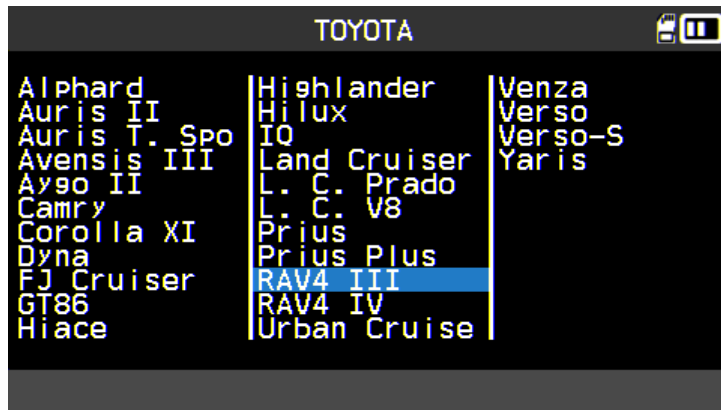 TOYOTA
Alphard
Auris II
Auris T. Spo
Avensis III
Aygo II
Camry
Corolla XI
Dyna
FJ Cruiser
GT86
Hiace
Highlander
Hilux
IQ
Land Cruiser
L. C. Prado
L. C. V8
Prius
Prius Plus
RAV4 III
RAV4 IV
Urban Cruise
Venza
Verso
Verso-S
Yaris